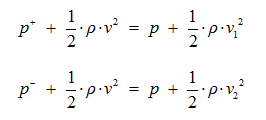 p⁺ + 1/2·ρ·v² = p + 1/2·ρ·v₁²
p⁻ + 1/2·ρ·v² = p + 1/2·ρ·v₂²